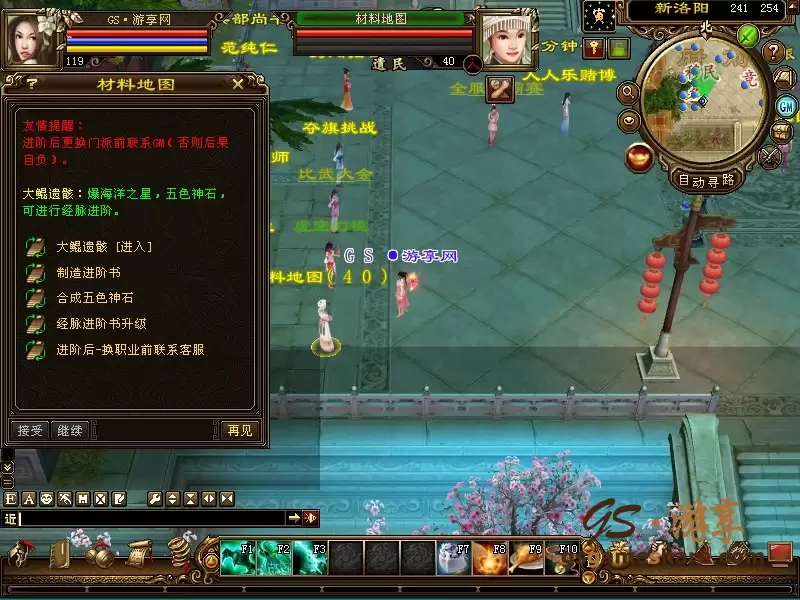 GS·游享网
119
材料地图
遗民
40
部尚书
范纯仁
分钟
新洛阳
241 254
北
GM
自动寻路
大人乐赌博
夺旗挑战
比武大会
GS
游享网
料地图(40)
?
材料地图
友情提醒：
进阶后更换门派前联系GM（否则后果
自负）。
大鲲遗骸：爆海洋之星，五色神石，
可进行经脉进阶。
大鲲遗骸 [进入]
制造进阶书
合成五色神石
经脉进阶书升级
进阶后-换职业前联系客服
接受
继续
再见
近
F1
F2
F3
F7
F8
F9
F10
GS·游享